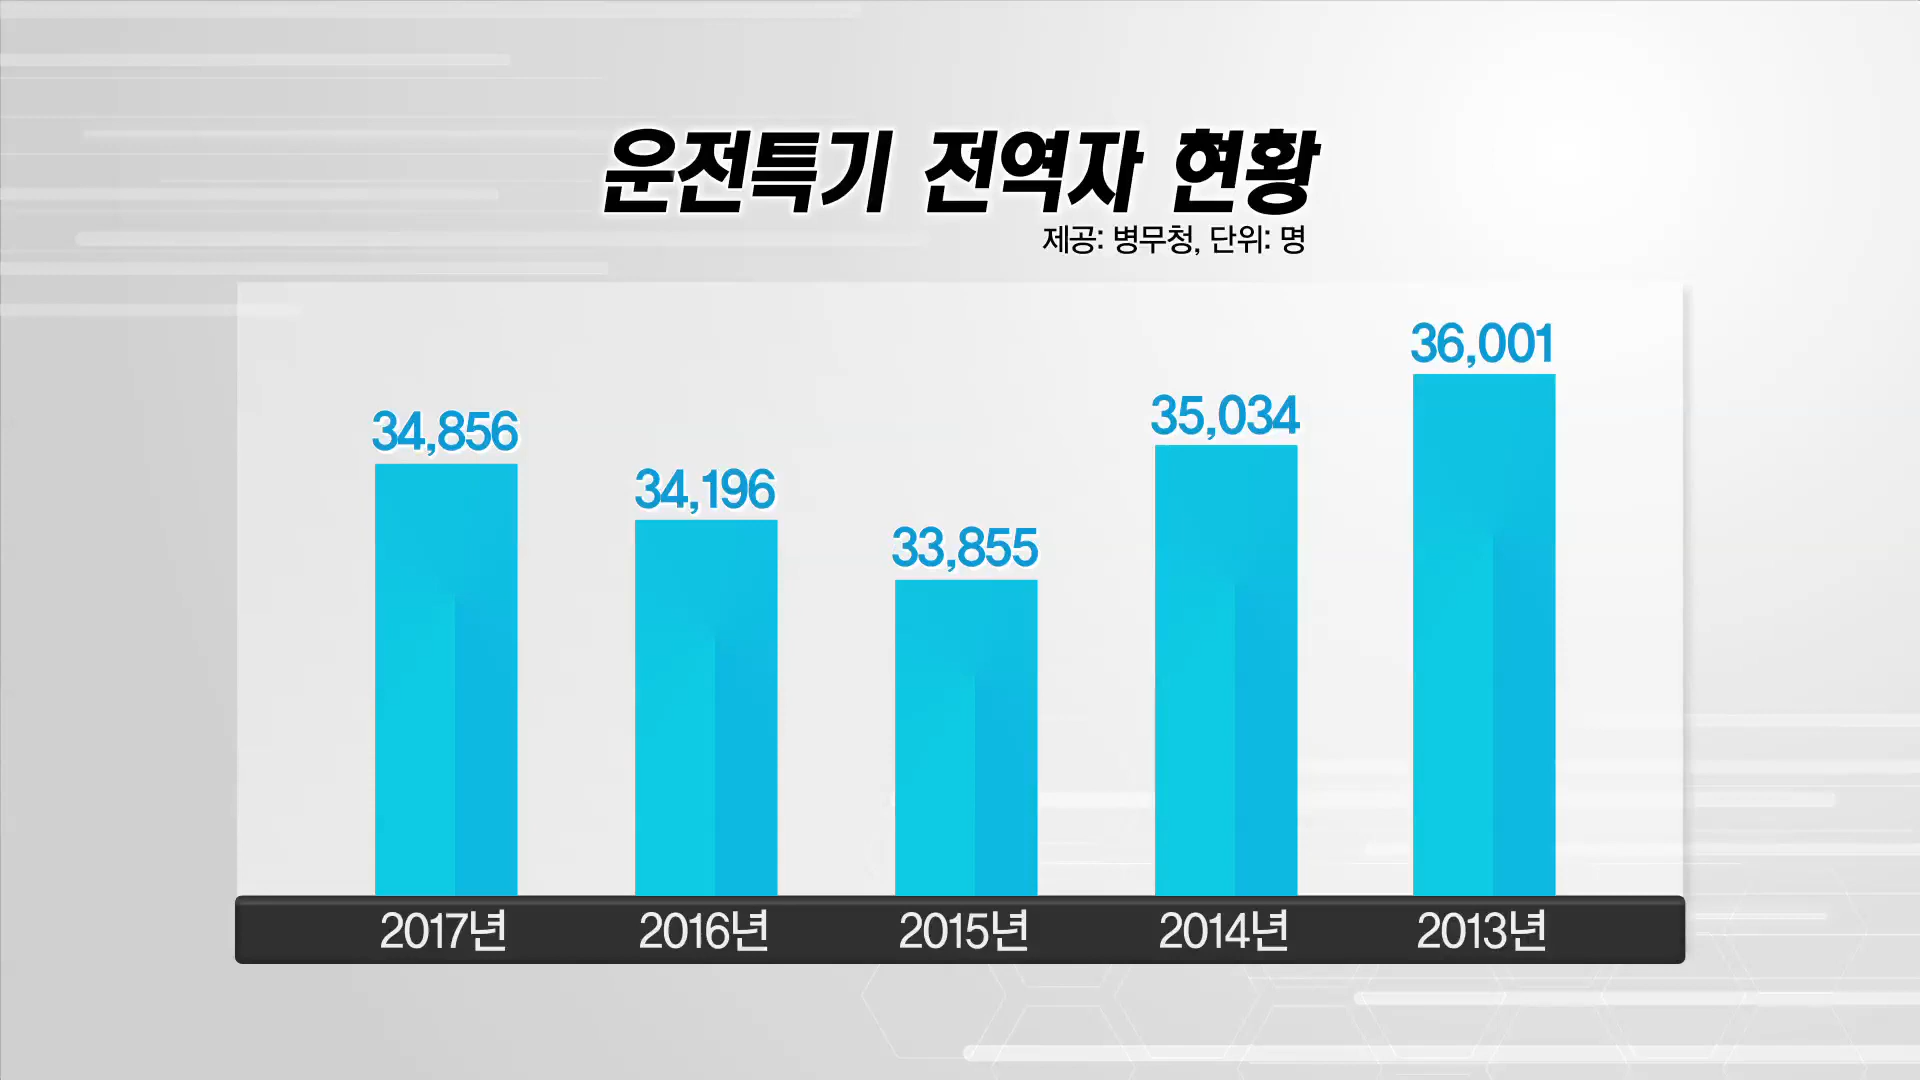 운전특기 전역자 현황
제공: 병무청, 단위: 명
34,856
34,196
33,855
35,034
36,001
2017년
2016년
2015년
2014년
2013년